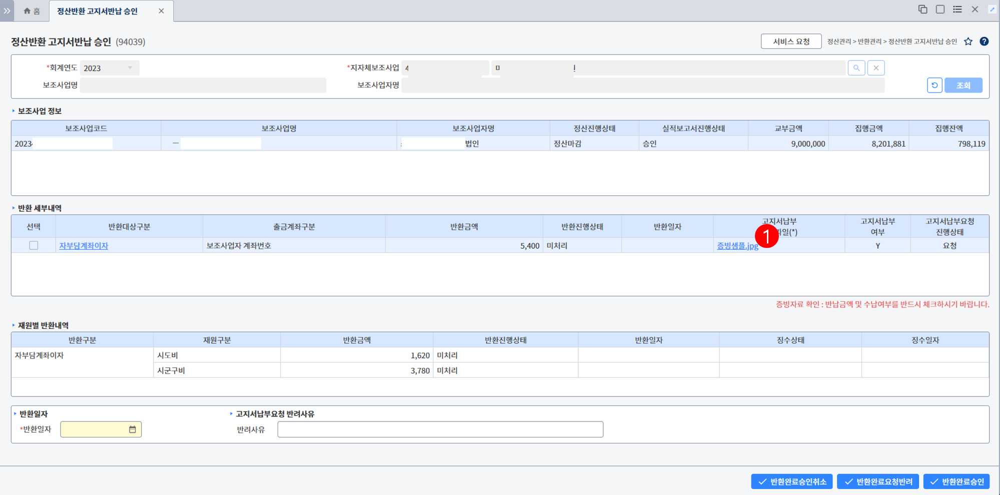 홈
정산반환 고지서반납 승인
정산반환 고지서반납 승인 (94039)
서비스 요청
정산관리 > 반환관리 > 정산반환 고지서반납 승인
*회계연도 2023
*지자체보조사업 4
보조사업명
보조사업자명
조회
보조사업 정보
보조사업코드 보조사업명 보조사업자명 정산진행상태 실적보고서진행상태 교부금액 집행금액 집행잔액
2023 법인 정산마감 승인 9,000,000 8,201,881 798,119
반환 세부내역
선택 반환대상구분 출금계좌구분 반환금액 반환진행상태 반환일자 고지서납부 파일(*) 고지서납부 여부 고지서납부요청 진행상태
1
자부담계좌이자 보조사업자 계좌번호 5,400 미처리 증빙샘플.jpg Y 요청
증빙자료 확인 : 반납금액 및 수납여부를 반드시 체크하시기 바랍니다.
재원별 반환내역
반환구분 재원구분 반환금액 반환진행상태 반환일자 징수상태 징수일자
자부담계좌이자 시도비 1,620 미처리
시군구비 3,780 미처리
반환일자
고지서납부요청 반려사유
*반환일자
반려사유
반환완료승인취소
반환완료요청반려
반환완료승인